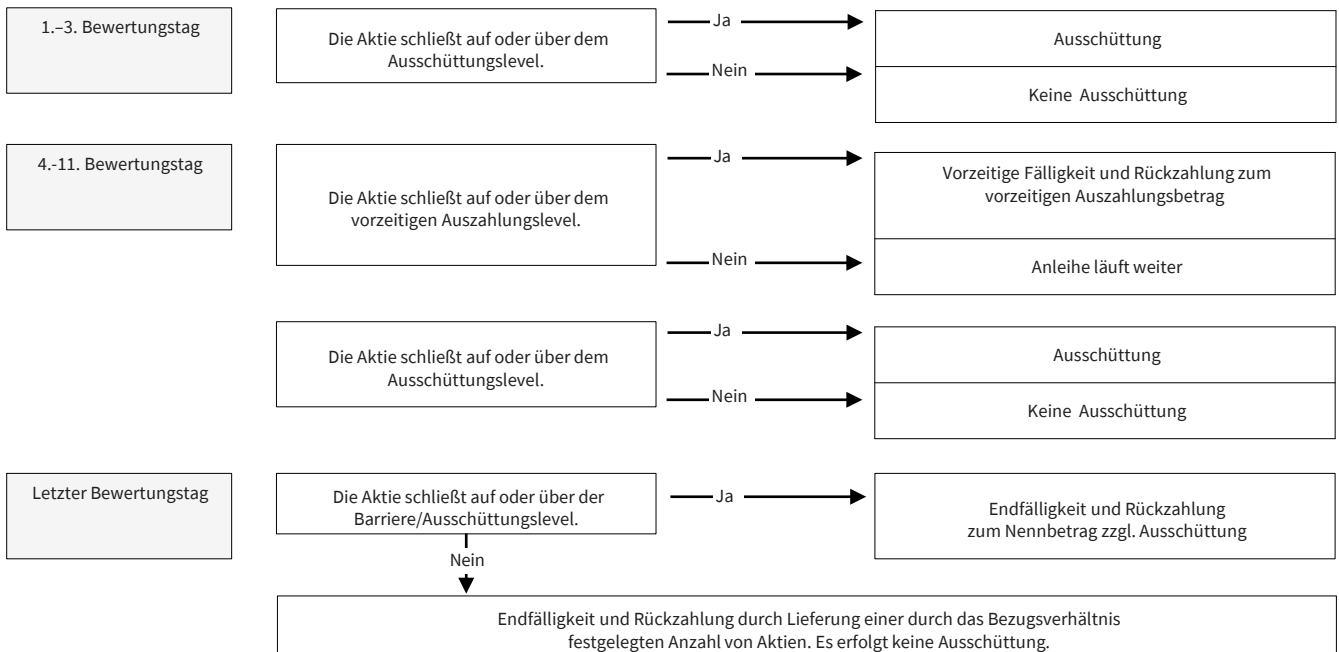 1.–3. Bewertungstag
Die Aktie schließt auf oder über dem
Ausschüttungslevel.
Ja
Ausschüttung
Nein
Keine Ausschüttung
4.-11. Bewertungstag
Die Aktie schließt auf oder über dem
vorzeitigen Auszahlungslevel.
Ja
Vorzeitige Fälligkeit und Rückzahlung zum
vorzeitigen Auszahlungsbetrag
Nein
Anleihe läuft weiter
Die Aktie schließt auf oder über dem
Ausschüttungslevel.
Ja
Ausschüttung
Nein
Keine Ausschüttung
Letzter Bewertungstag
Die Aktie schließt auf oder über der
Barriere/Ausschüttungslevel.
Ja
Endfälligkeit und Rückzahlung
zum Nennbetrag zzgl. Ausschüttung
Nein
Endfälligkeit und Rückzahlung durch Lieferung einer durch das Bezugsverhältnis
festgelegten Anzahl von Aktien. Es erfolgt keine Ausschüttung.